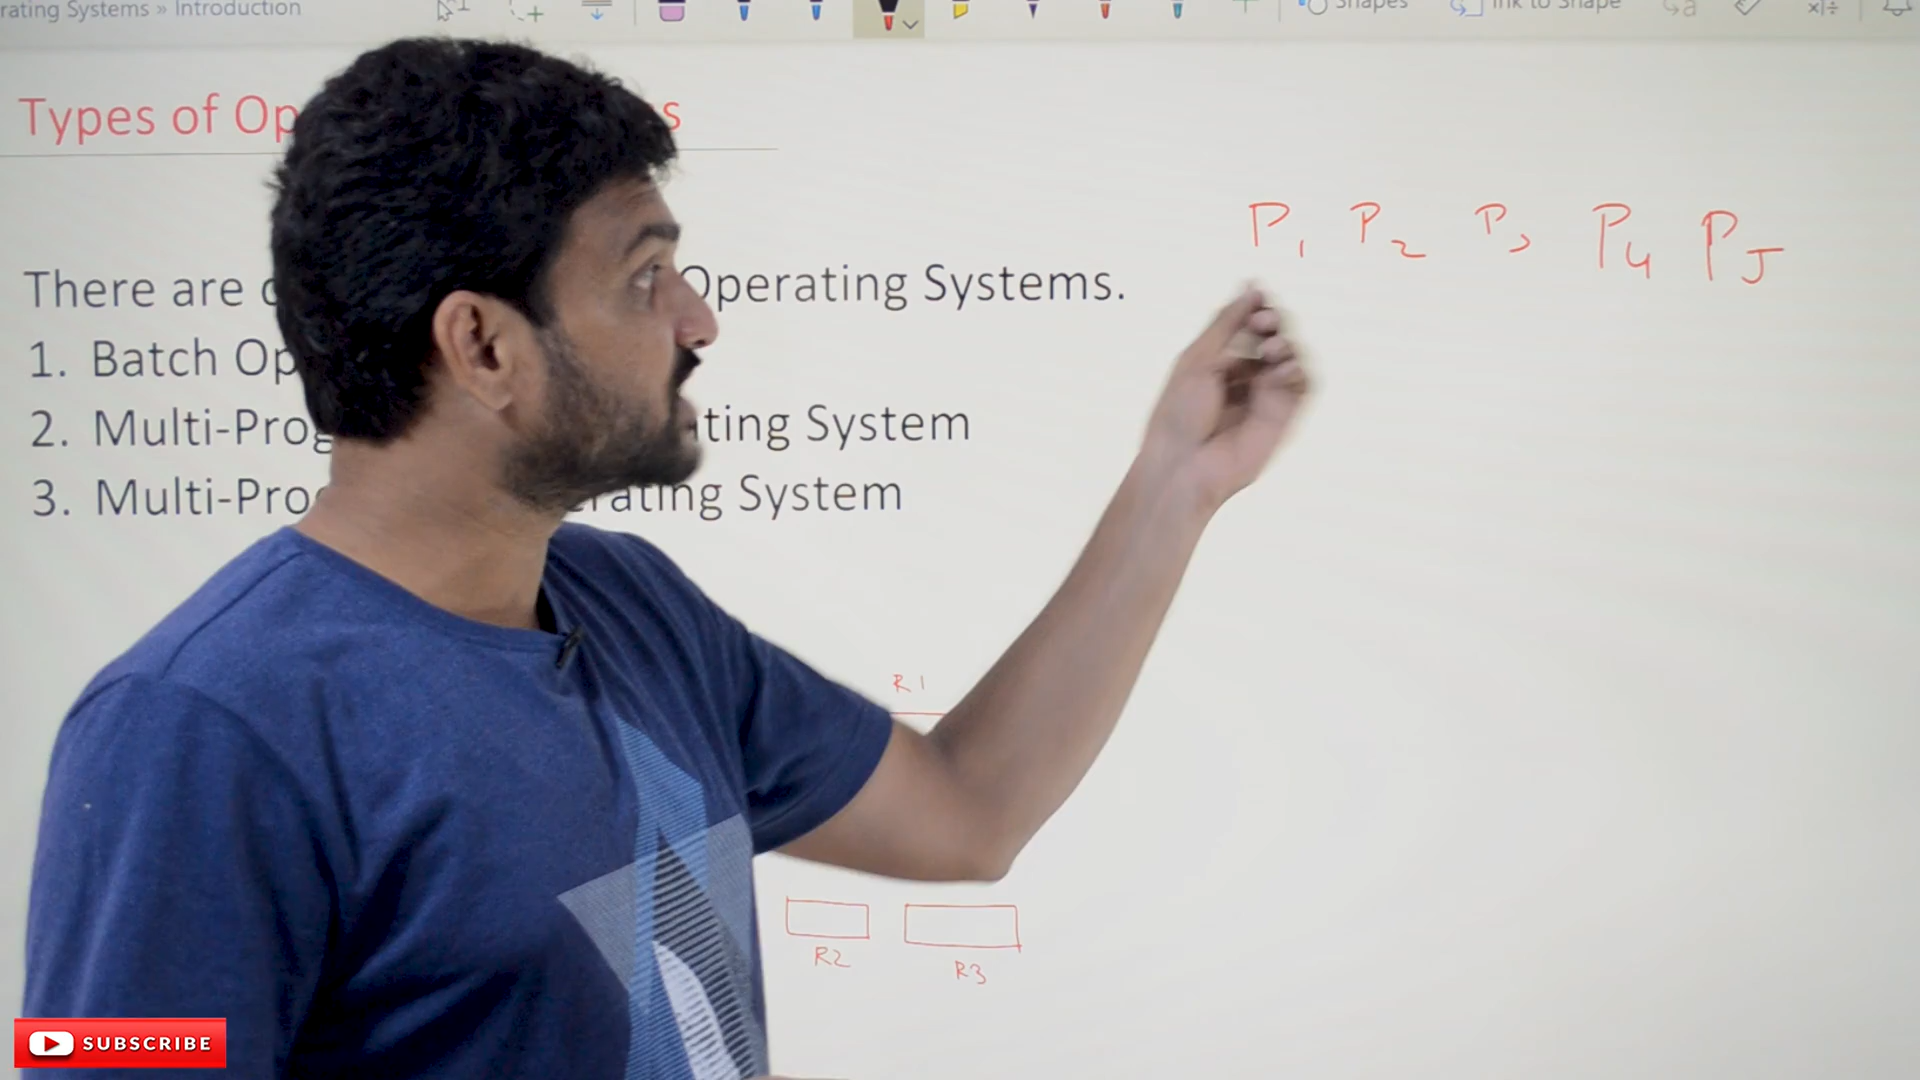 rating Systems » Introduction
Shapes
Ink to Shape
Types of Op s
P1 P2 P3 P4 P5
There are Operating Systems.
1. Batch Op
2. Multi-Prog ting System
3. Multi-Pro rating System
R1
R2
R3
SUBSCRIBE